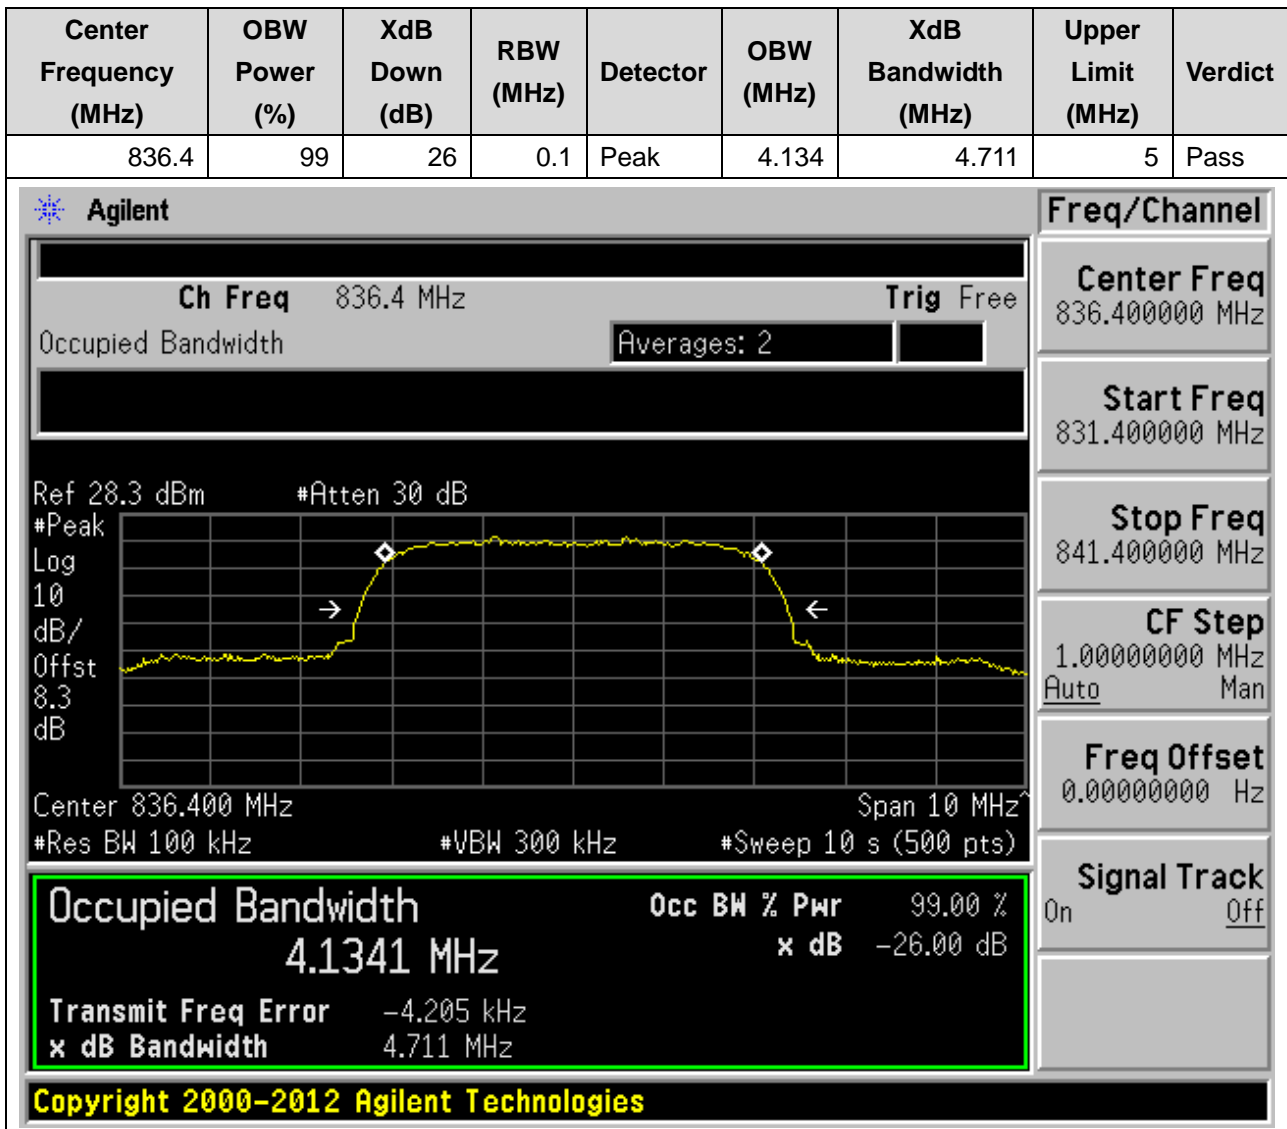 Center Frequency (MHz) OBW Power (%) XdB Down (dB) RBW (MHz) Detector OBW (MHz) XdB Bandwidth (MHz) Upper Limit (MHz) Verdict
836.4 99 26 0.1 Peak 4.134 4.711 5 Pass
Agilent
Freq/Channel
Ch Freq 836.4 MHz Trig Free
Occupied Bandwidth Averages: 2
Center Freq
836.400000 MHz
Start Freq
831.400000 MHz
Stop Freq
841.400000 MHz
CF Step
1.00000000 MHz
Auto Man
Freq Offset
0.00000000 Hz
Signal Track
On Off
Ref 28.3 dBm #Atten 30 dB
#Peak
Log
10
dB/
Offst
8.3
dB
Center 836.400 MHz Span 10 MHz^
#Res BW 100 kHz #VBW 300 kHz #Sweep 10 s (500 pts)
Occupied Bandwidth Occ BW % Pwr 99.00 %
4.1341 MHz x dB -26.00 dB
Transmit Freq Error -4.205 kHz
x dB Bandwidth 4.711 MHz
Copyright 2000-2012 Agilent Technologies